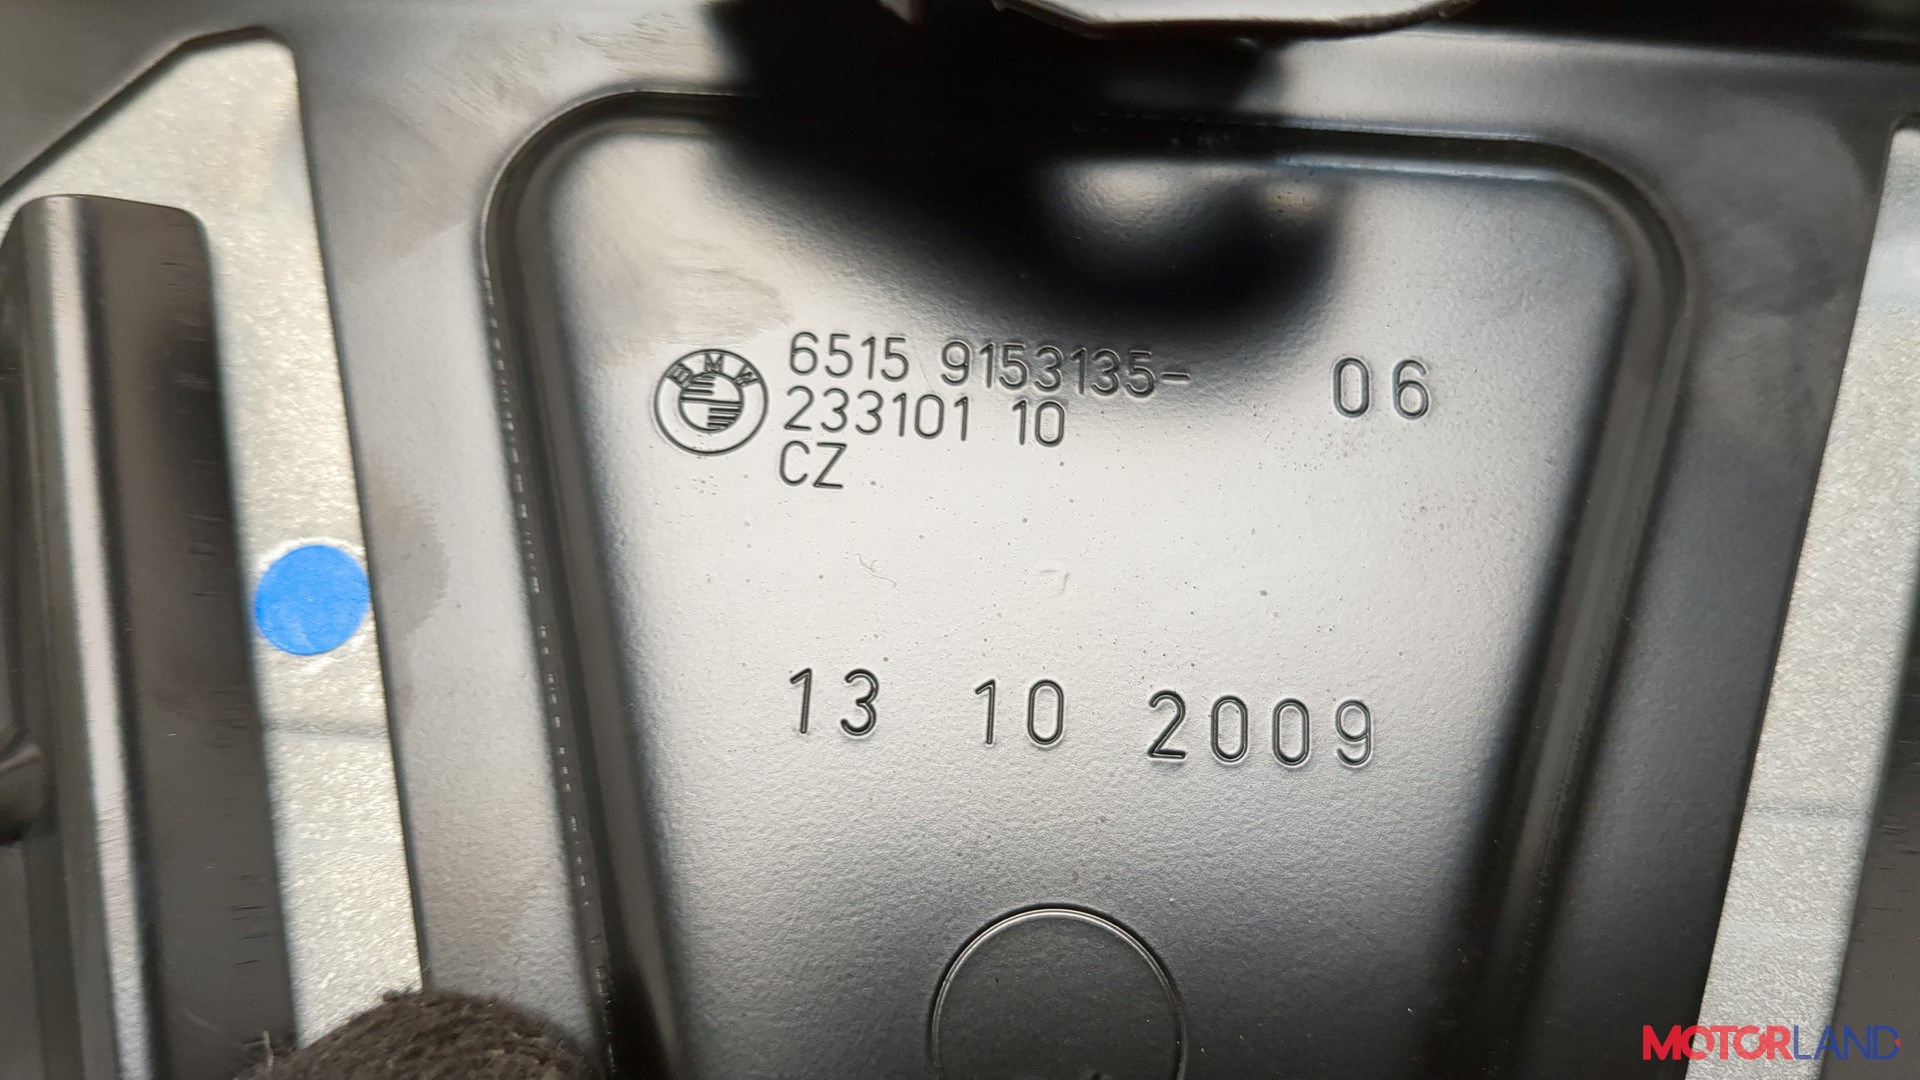 BMW
6515 9153135- 06
233101 10
CZ
13 10 2009
MOTORLAND